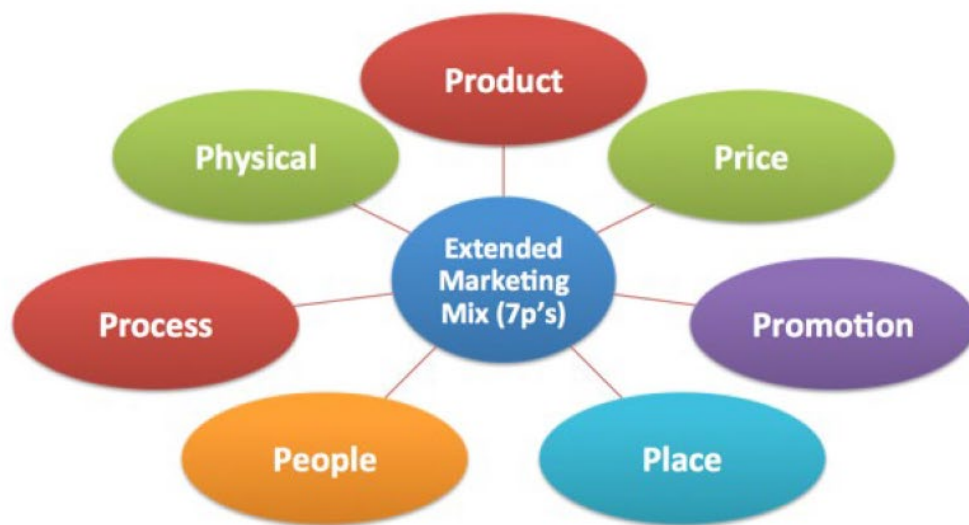 Product
Physical
Price
Extended
Marketing
Mix (7p's)
Process
Promotion
People
Place